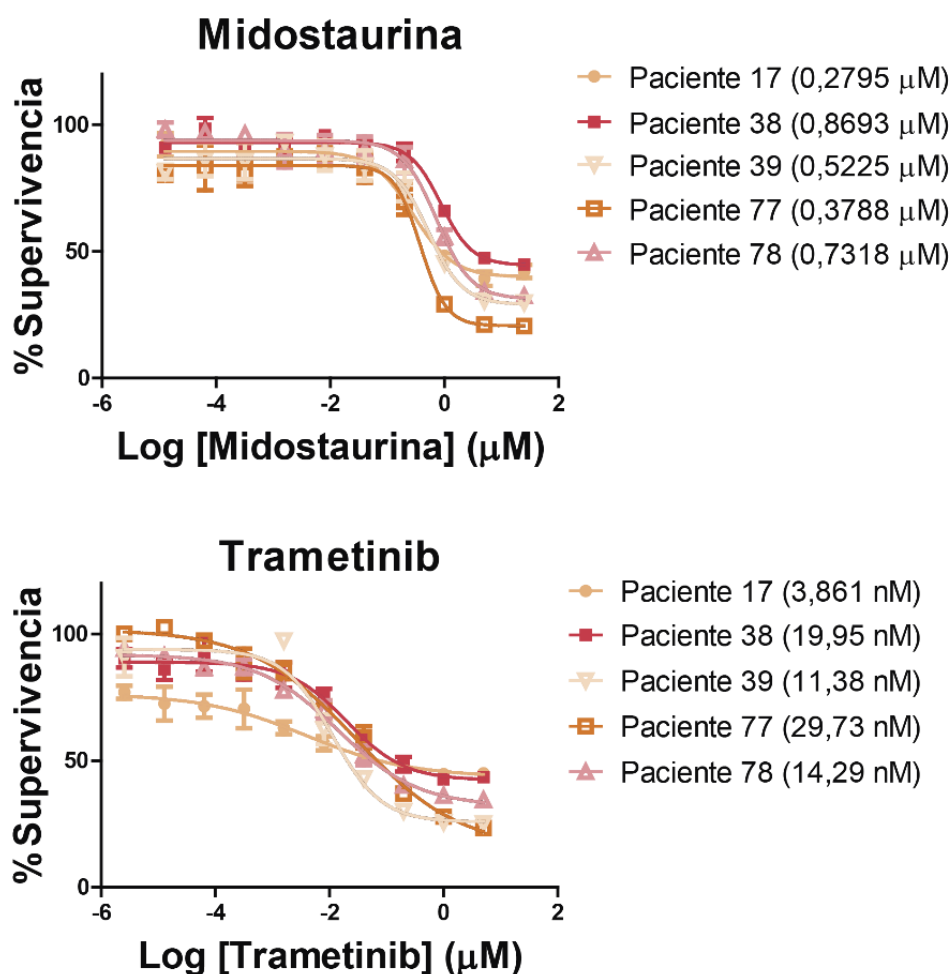 Midostaurina
% Supervivencia
100
50
0
-6 -4 -2 0 2
Log [Midostaurina] (μM)
Paciente 17 (0,2795 μM)
Paciente 38 (0,8693 μM)
Paciente 39 (0,5225 μM)
Paciente 77 (0,3788 μM)
Paciente 78 (0,7318 μM)
Trametinib
% Supervivencia
100
50
0
-6 -4 -2 0 2
Log [Trametinib] (μM)
Paciente 17 (3,861 nM)
Paciente 38 (19,95 nM)
Paciente 39 (11,38 nM)
Paciente 77 (29,73 nM)
Paciente 78 (14,29 nM)